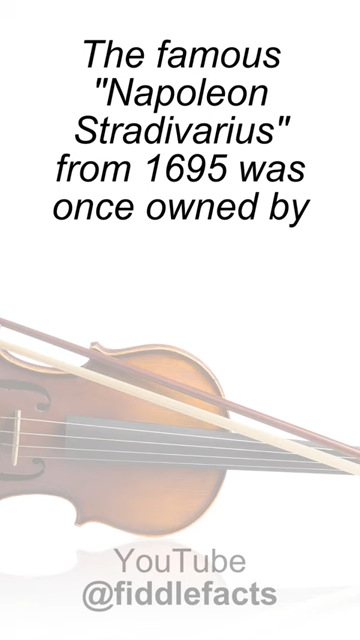 The famous
"Napoleon
Stradivarius"
from 1695 was
once owned by
YouTube
@fiddlefacts